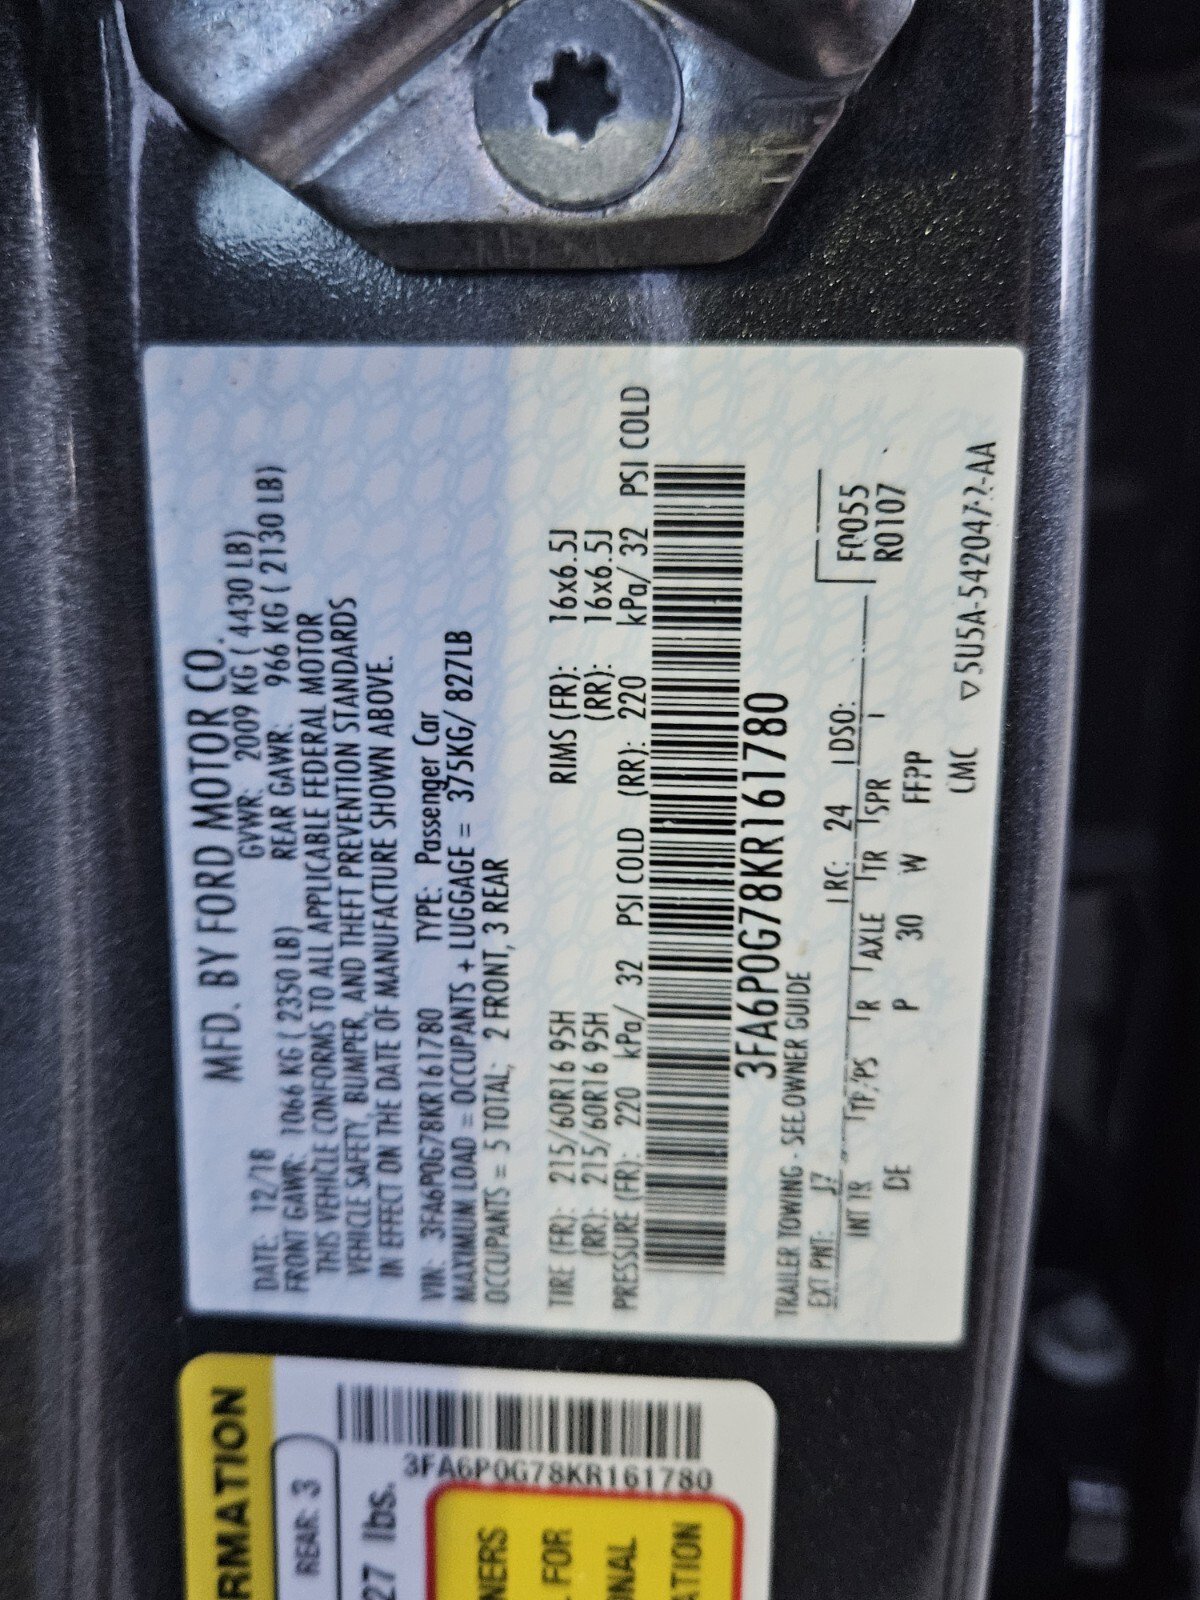 MFD. BY FORD MOTOR CO.
DATE: 12/18 GVWR: 2009 KG ( 4430 LB)
FRONT GAWR: 1066 KG ( 2350 LB) REAR GAWR: 966 KG ( 2130 LB)
THIS VEHICLE CONFORMS TO ALL APPLICABLE FEDERAL MOTOR
VEHICLE SAFETY, BUMPER, AND THEFT PREVENTION STANDARDS
IN EFFECT ON THE DATE OF MANUFACTURE SHOWN ABOVE.
VIN: 3FA6P0G78KR161780 TYPE: Passenger Car
MAXIMUM LOAD = OCCUPANTS + LUGGAGE = 375KG/ 827LB
OCCUPANTS = 5 TOTAL; 2 FRONT, 3 REAR
TIRE (FR): 215/60R16 95H RIMS (FR): 16x6.5J
(RR): 215/60R16 95H (RR): 16x6.5J
PRESSURE (FR): 220 kPa/ 32 PSI COLD (RR): 220 kPa/ 32 PSI COLD
3FA6P0G78KR161780
TRAILER TOWING - SEE OWNER GUIDE
EXT PNT: J7 RC: 24 DSO: F0055
INT TR TP/PS R AXLE TR SPR R0107
DE P 30 W
LMC 5U5A-542047
RMATION
REAR: 3
27 lbs.
3FA6P0G78KR161780
NERS
L FOR
ONAL
ATION